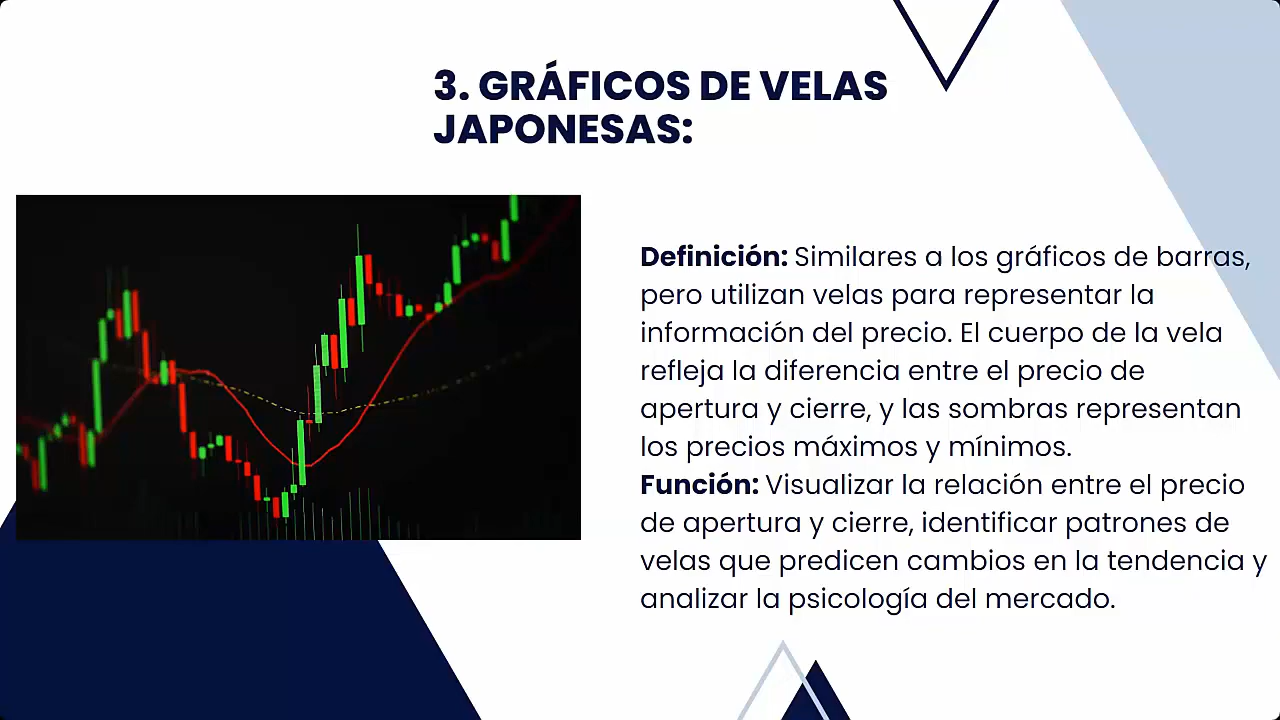 3. GRÁFICOS DE VELAS
JAPONESAS:
Definición: Similares a los gráficos de barras,
pero utilizan velas para representar la
información del precio. El cuerpo de la vela
refleja la diferencia entre el precio de
apertura y cierre, y las sombras representan
los precios máximos y mínimos.
Función: Visualizar la relación entre el precio
de apertura y cierre, identificar patrones de
velas que predicen cambios en la tendencia y
analizar la psicología del mercado.